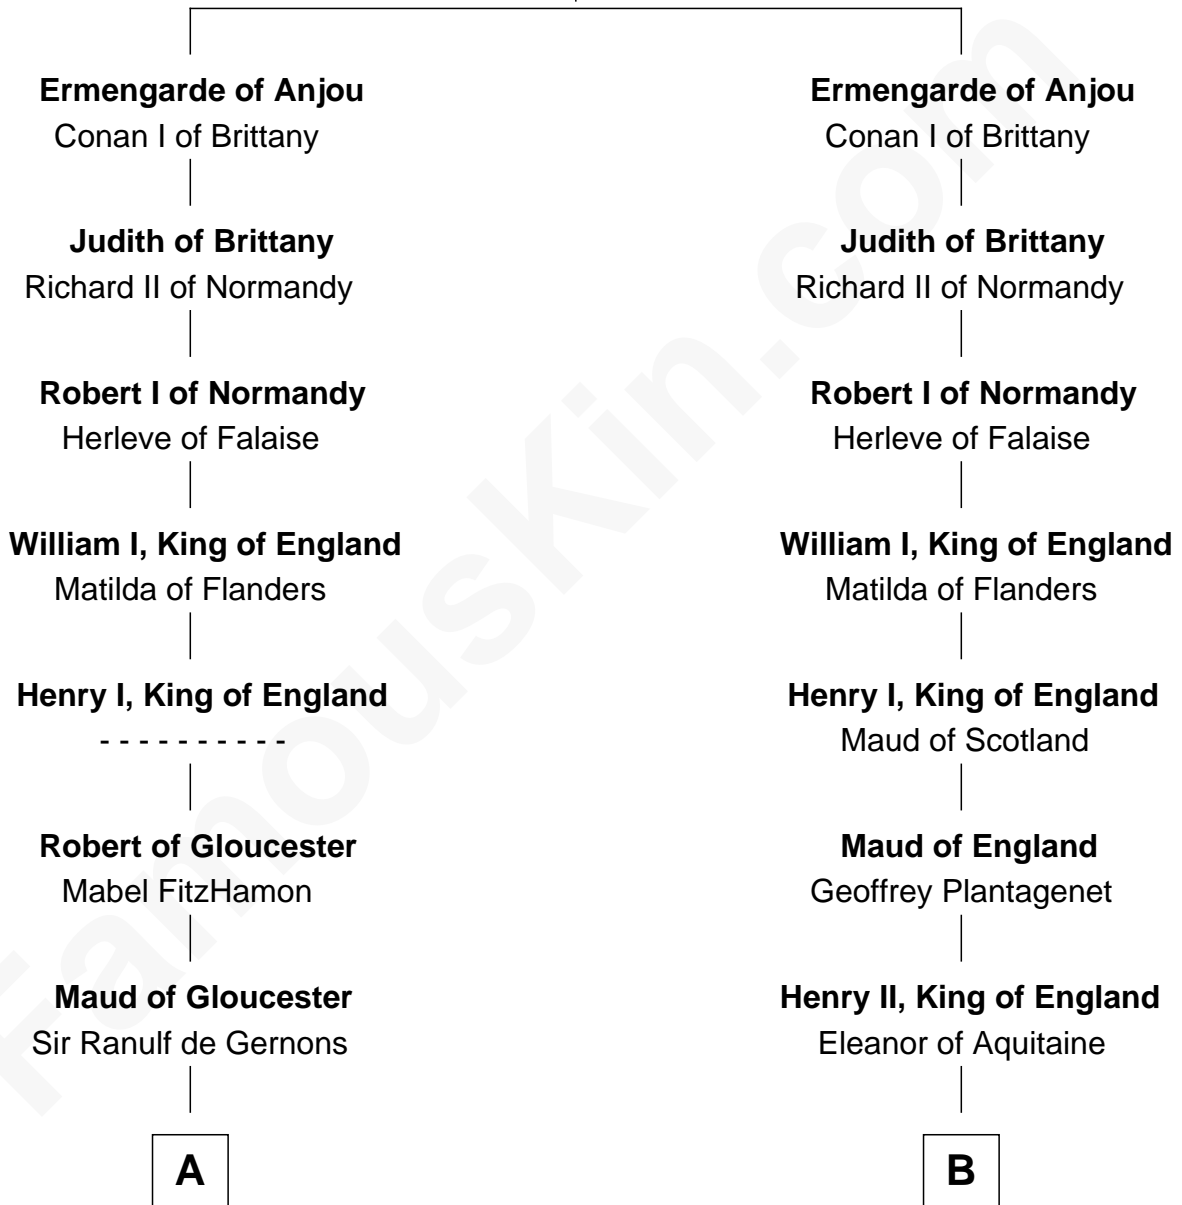 Ermengarde of Anjou
Conan I of Brittany
Judith of Brittany
Richard II of Normandy
Robert I of Normandy
Herleve of Falaise
William I, King of England
Matilda of Flanders
Henry I, King of England
- - - - - - - - - -
Robert of Gloucester
Mabel FitzHamon
Maud of Gloucester
Sir Ranulf de Gernons
A
Ermengarde of Anjou
Conan I of Brittany
Judith of Brittany
Richard II of Normandy
Robert I of Normandy
Herleve of Falaise
William I, King of England
Matilda of Flanders
Henry I, King of England
Maud of Scotland
Maud of England
Geoffrey Plantagenet
Henry II, King of England
Eleanor of Aquitaine
B
FamousKin.com